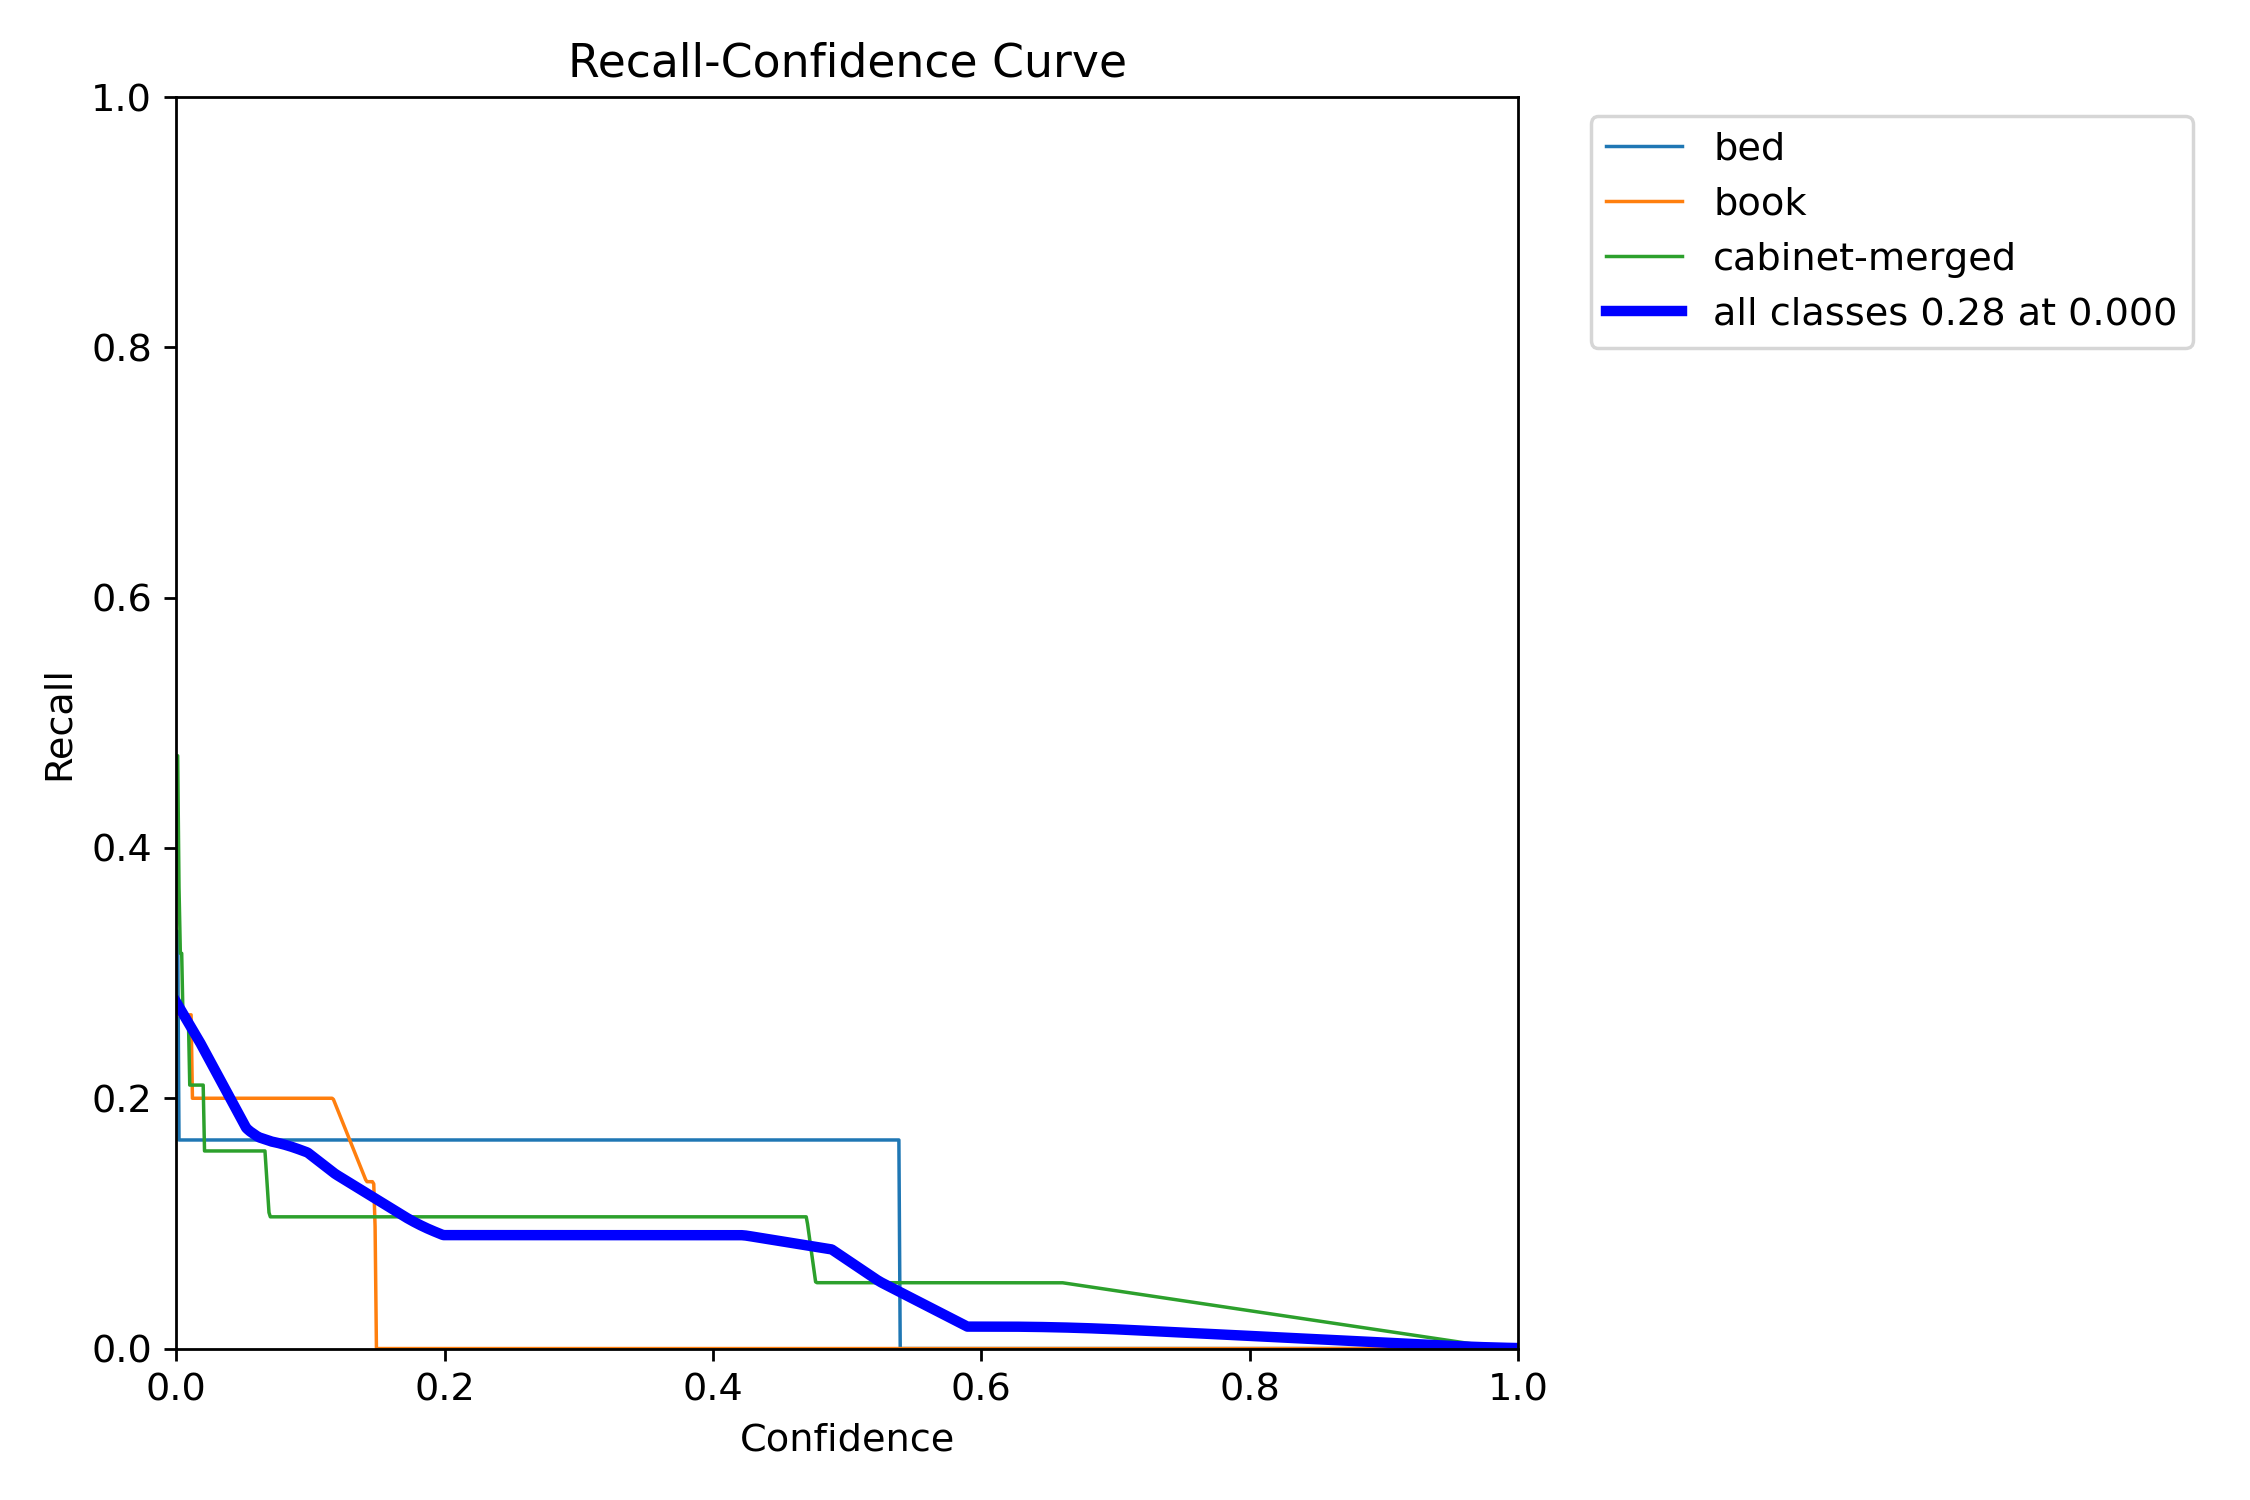 Recall-Confidence Curve
1.0
0.8
0.6
0.4
0.2
0.0
Recall
0.0 0.2 0.4 0.6 0.8 1.0
Confidence
bed
book
cabinet-merged
all classes 0.28 at 0.000